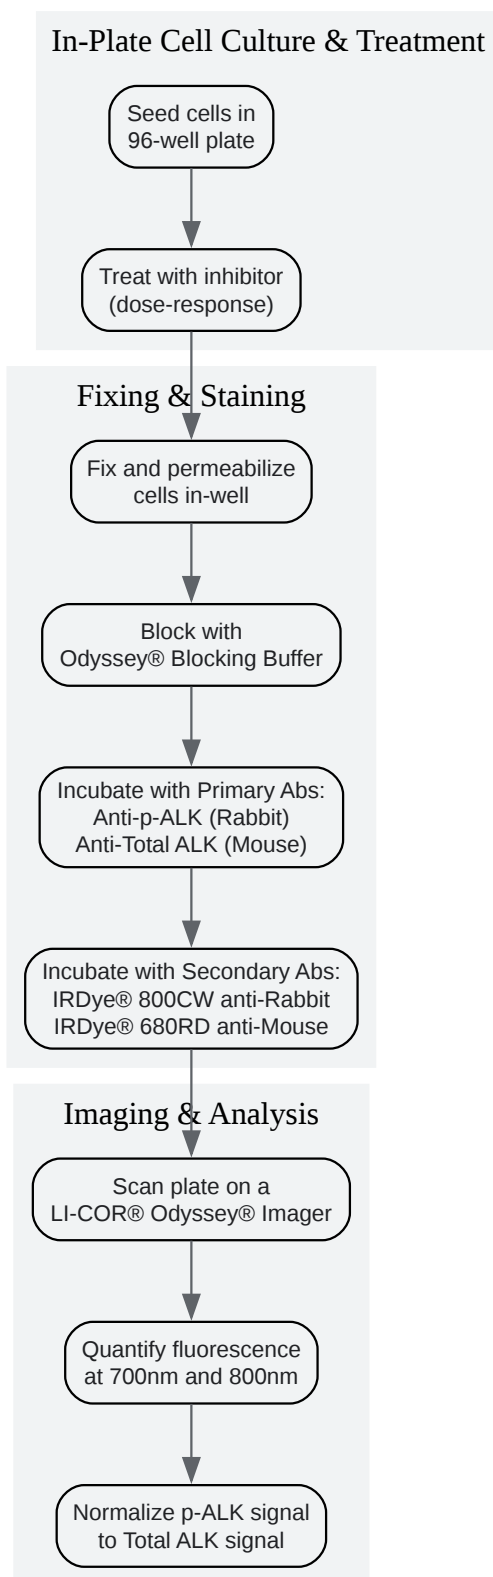 In-Plate Cell Culture & Treatment
Seed cells in
96-well plate
Treat with inhibitor
(dose-response)
Fixing & Staining
Fix and permeabilize
cells in-well
Block with
Odyssey® Blocking Buffer
Incubate with Primary Abs:
Anti-p-ALK (Rabbit)
Anti-Total ALK (Mouse)
Incubate with Secondary Abs:
IRDye® 800CW anti-Rabbit
IRDye® 680RD anti-Mouse
Imaging & Analysis
Scan plate on a
LI-COR® Odyssey® Imager
Quantify fluorescence
at 700nm and 800nm
Normalize p-ALK signal
to Total ALK signal